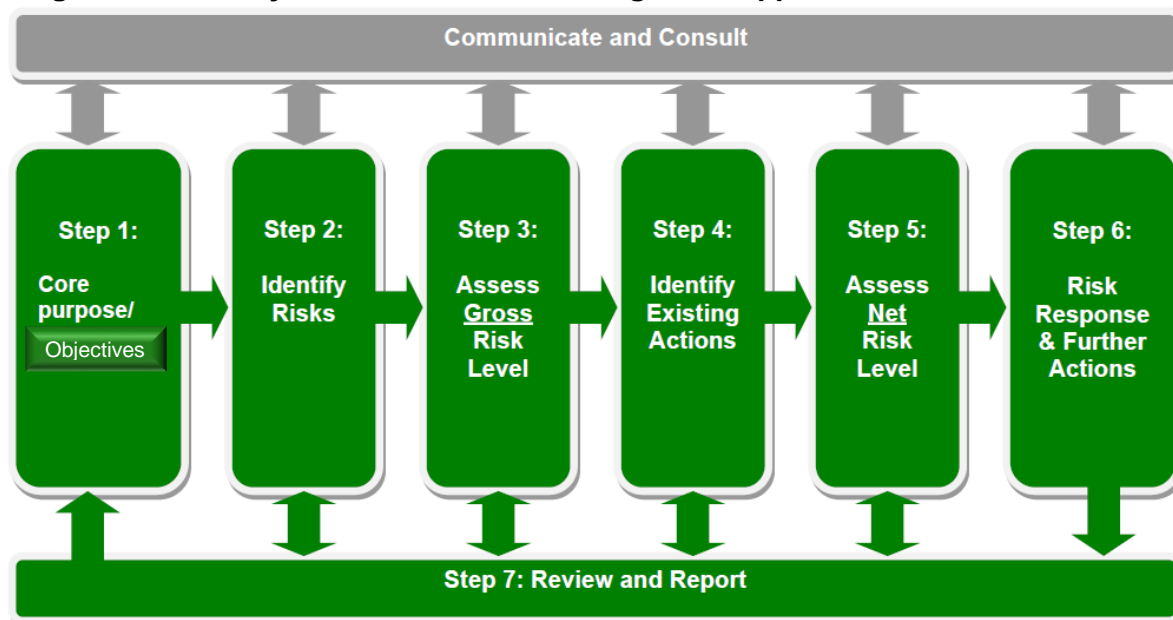 Communicate and Consult
Step 1:
Core
purpose/
Objectives
Step 2:
Identify
Risks
Step 3:
Assess
Gross
Risk
Level
Step 4:
Identify
Existing
Actions
Step 5:
Assess
Net
Risk
Level
Step 6:
Risk
Response
& Further
Actions
Step 7: Review and Report